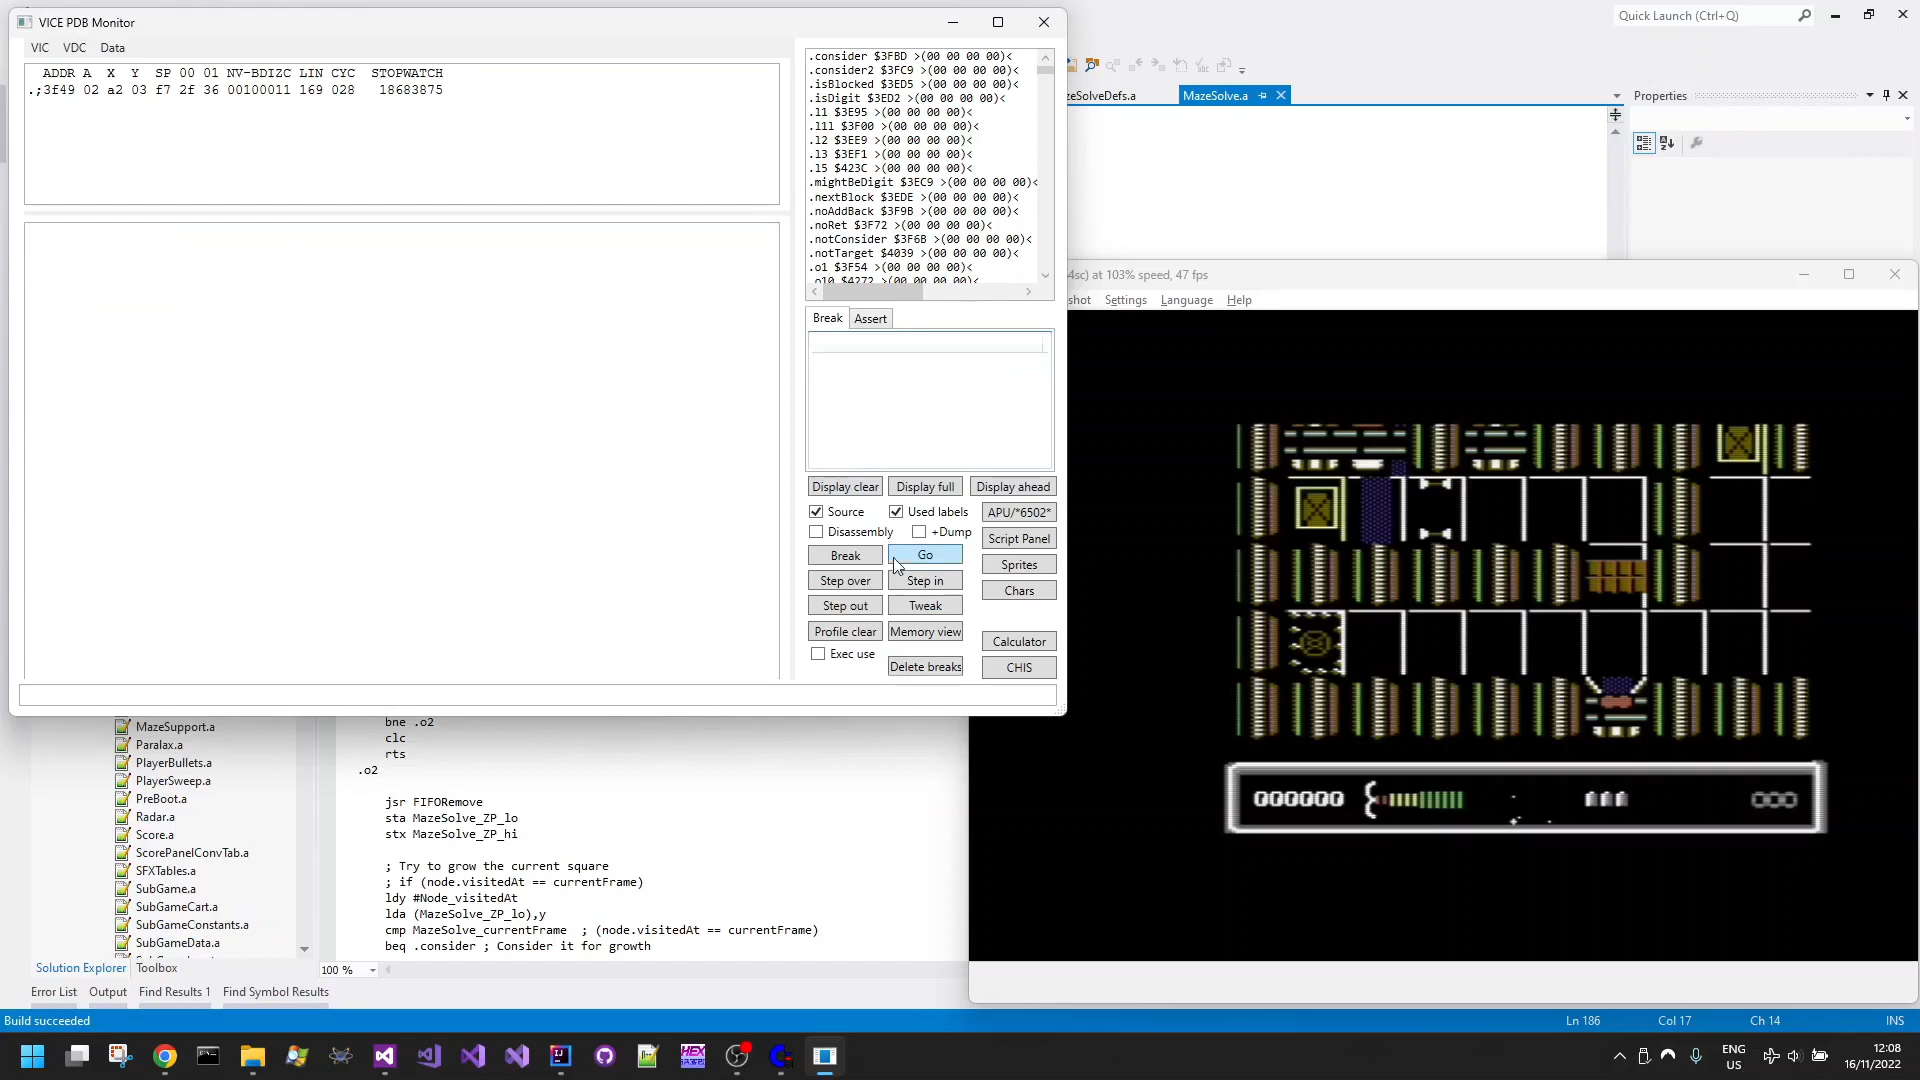 VICE PDB Monitor
VIC VDC Data
ADDR A X Y SP 00 01 NV-BDIZC LIN CYC STOPWATCH
.;3f49 02 a2 03 f7 2f 36 00100011 169 028 18683875
.consider $3FBD >(00 00 00 00)<
.consider2 $3FC9 >(00 00 00 00)<
.isBlocked $3ED5 >(00 00 00 00)<
.isDigit $3ED2 >(00 00 00 00)<
.l1 $3E95 >(00 00 00 00)<
.l11 $3F00 >(00 00 00 00)<
.l2 $3EE9 >(00 00 00 00)<
.l3 $3EF1 >(00 00 00 00)<
.l5 $423C >(00 00 00 00)<
.mightBeDigit $3EC9 >(00 00 00 00)<
.nextBlock $3EDE >(00 00 00 00)<
.noAddBack $3F9B >(00 00 00 00)<
.noRet $3F72 >(00 00 00 00)<
.notConsider $3F6B >(00 00 00 00)<
.notTarget $4039 >(00 00 00 00)<
.o1 $3F54 >(00 00 00 00)<
.o10 $4272 >(00 00 00 00)<
Break Assert
Display clear Display full Display ahead
Source Used labels APU/*6502*
Disassembly +Dump
Script Panel
Break Go
Sprites
Step over Step in
Chars
Step out Tweak
Profile clear Memory view
Calculator
Exec use
Delete breaks CHIS
Quick Launch (Ctrl+Q)
zeSolveDefs.a MazeSolve.a
Properties
4sc) at 103% speed, 47 fps
shot Settings Language Help
000000
000
MazeSupport.a
Paralax.a
PlayerBullets.a
PlayerSweep.a
PreBoot.a
Radar.a
Score.a
ScorePanelConvTab.a
SFXTables.a
SubGame.a
SubGameCart.a
SubGameConstants.a
SubGameData.a
Solution Explorer Toolbox
bne .o2
clc
rts
.o2
jsr FIFORemove
sta MazeSolve_ZP_lo
stx MazeSolve_ZP_hi
; Try to grow the current square
; if (node.visitedAt == currentFrame)
ldy #Node_visitedAt
lda (MazeSolve_ZP_lo),y
cmp MazeSolve_currentFrame ; (node.visitedAt == currentFrame)
beq .consider ; Consider it for growth
100 %
Error List Output Find Results 1 Find Symbol Results
Build succeeded
Ln 186 Col 17 Ch 14 INS
HEX
ENG
US
12:08
16/11/2022